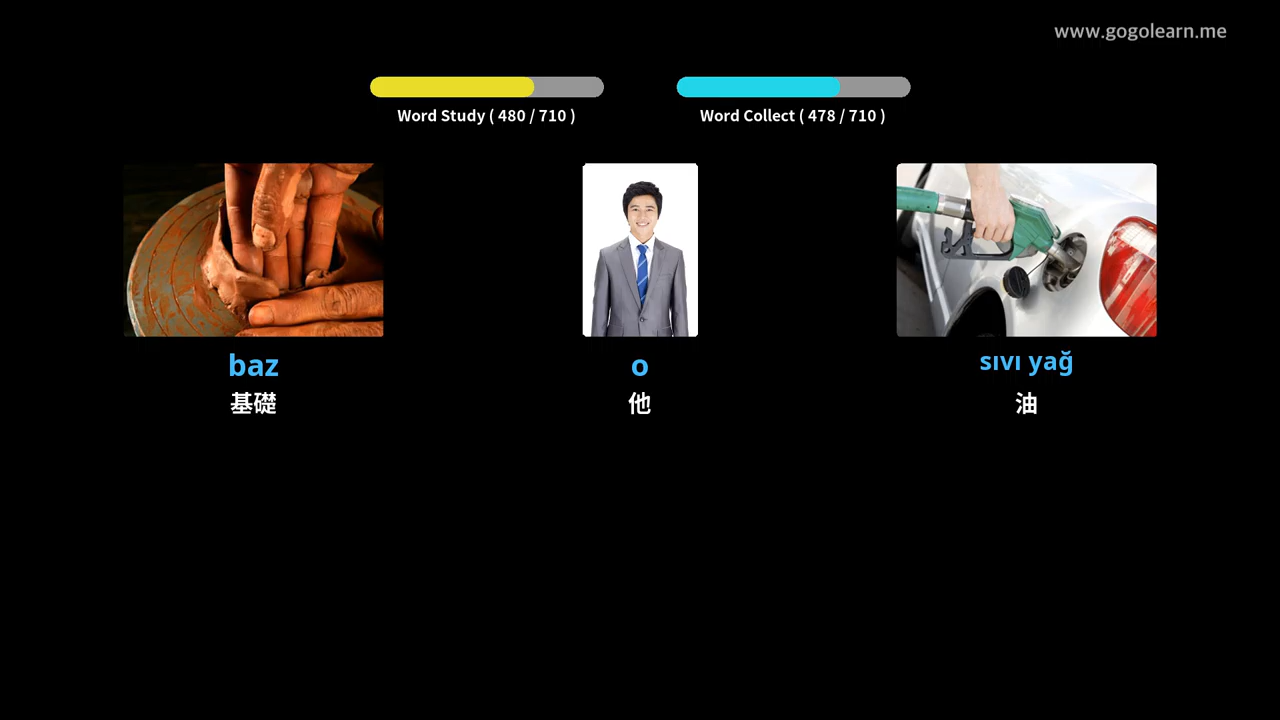 www.gogolearn.me
Word Study ( 480 / 710 )
Word Collect ( 478 / 710 )
baz
o
sıvı yağ
基礎
他
油